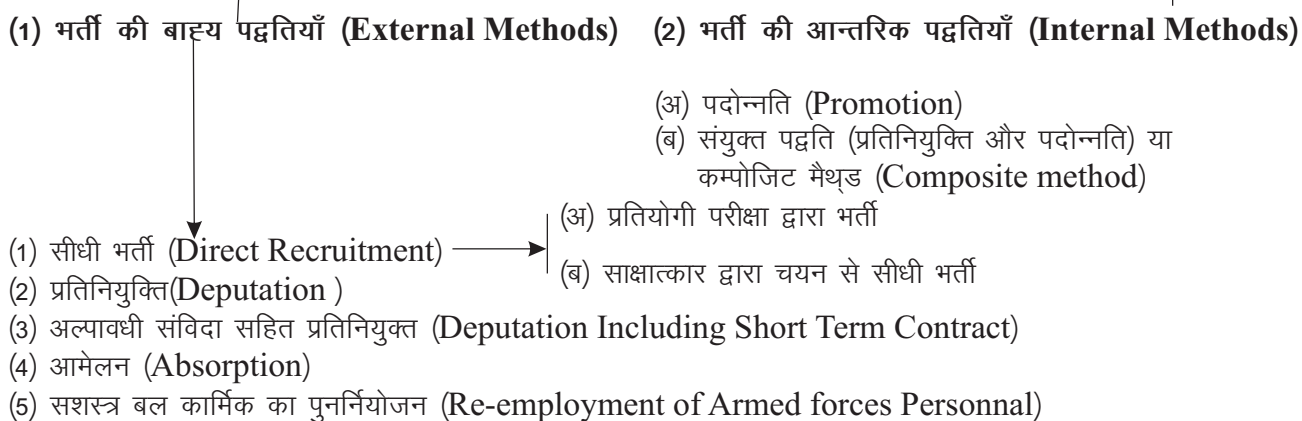 (1) भर्ती की बाह्य पद्वतियाँ (External Methods) (2) भर्ती की आन्तरिक पद्वतियाँ (Internal Methods)
(अ) पदोन्नति (Promotion)
(ब) संयुक्त पद्वति (प्रतिनियुक्ति और पदोन्नति) या
कम्पोजिट मैथ्ड (Composite method)
(अ) प्रतियोगी परीक्षा द्वारा भर्ती
(1) सीधी भर्ती (Direct Recruitment)
(ब) साक्षात्कार द्वारा चयन से सीधी भर्ती
(2) प्रतिनियुक्ति(Deputation )
(3) अल्पावधी संविदा सहित प्रतिनियुक्त (Deputation Including Short Term Contract)
(4) आमेलन (Absorption)
(5) सशस्त्र बल कार्मिक का पुनर्नियोजन (Re-employment of Armed forces Personnal)